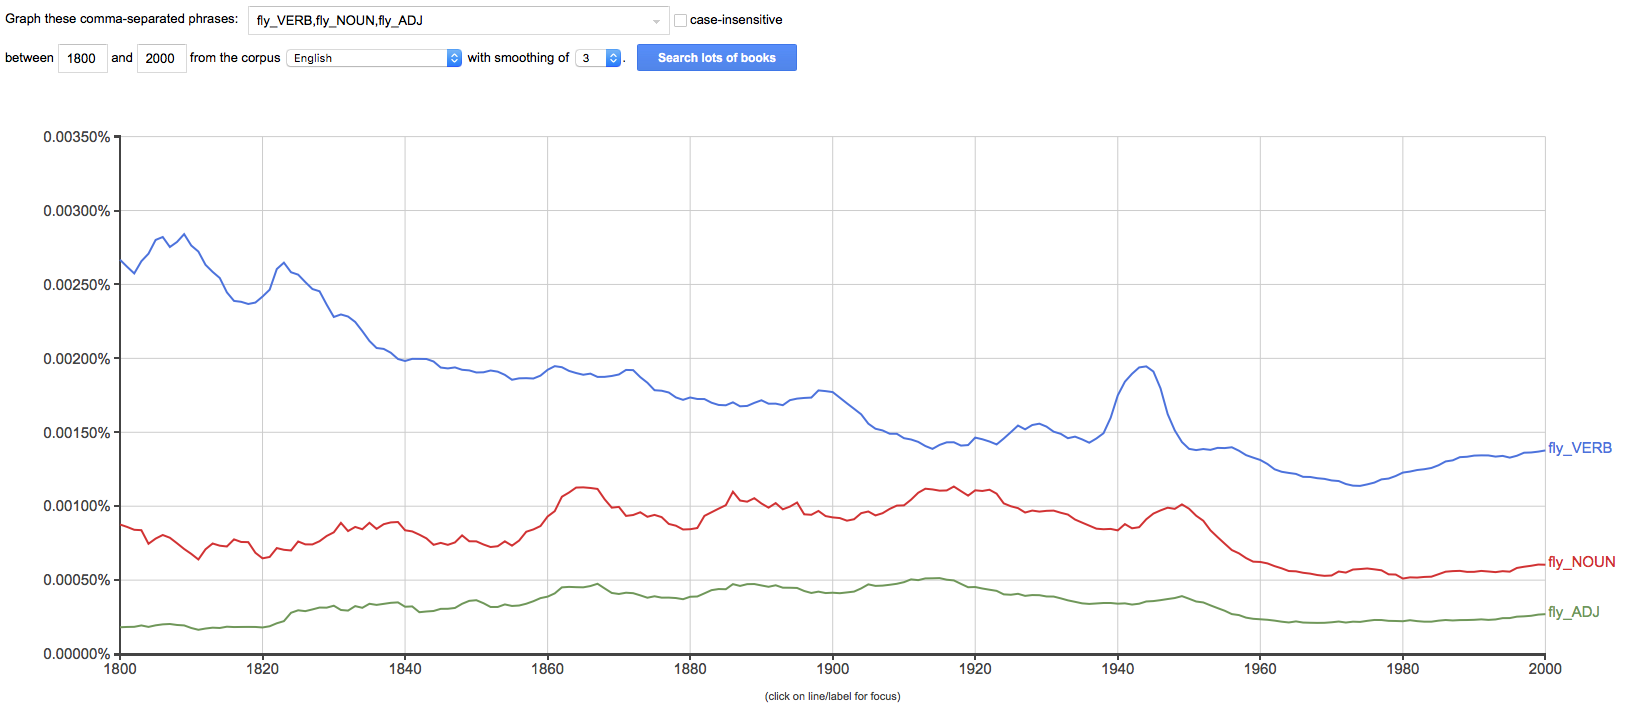 Graph these comma-separated phrases: fly_VERB,fly_NOUN,fly_ADJ case-insensitive
between 1800 and 2000 from the corpus English with smoothing of 3 . Search lots of books
0.00350%
0.00300%
0.00250%
0.00200%
0.00150%
0.00100%
0.00050%
0.00000%
fly_VERB
fly_NOUN
fly_ADJ
1800 1820 1840 1860 1880 1900 1920 1940 1960 1980 2000
(click on line/label for focus)